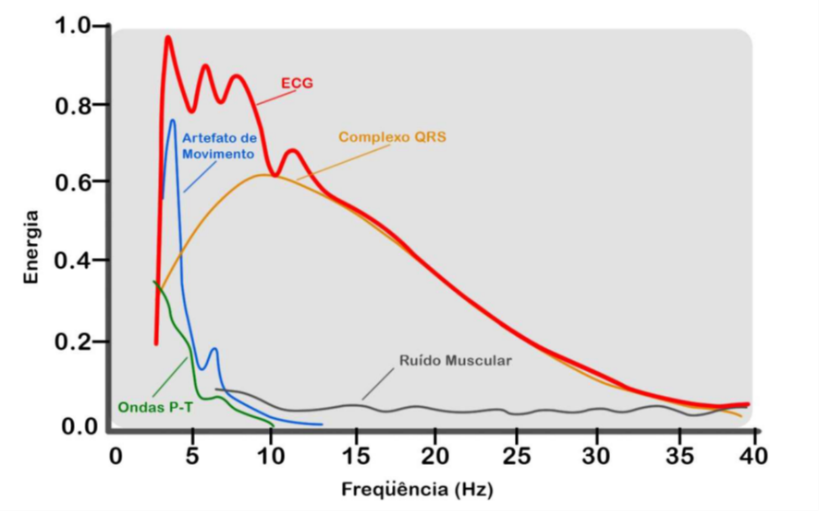 1.0
0.8
0.6
0.4
0.2
0.0
Energia
ECG
Complexo QRS
Artefato de
Movimento
Ruído Muscular
Ondas P-T
0 5 10 15 20 25 30 35 40
Freqüência (Hz)